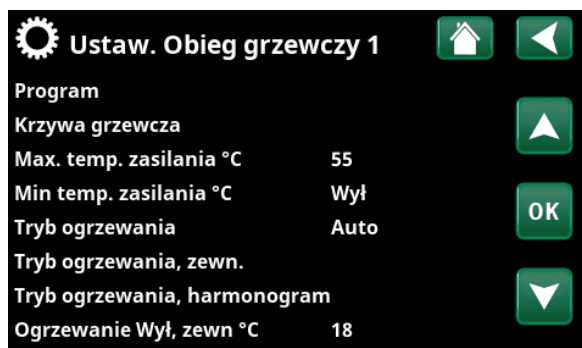 Ustaw. Obieg grzewczy 1
Program
Krzywa grzewcza
Max. temp. zasilania °C 55
Min temp. zasilania °C Wył
Tryb ogrzewania Auto
OK
Tryb ogrzewania, zewn.
Tryb ogrzewania, harmonogram
Ogrzewanie Wył, zewn °C 18